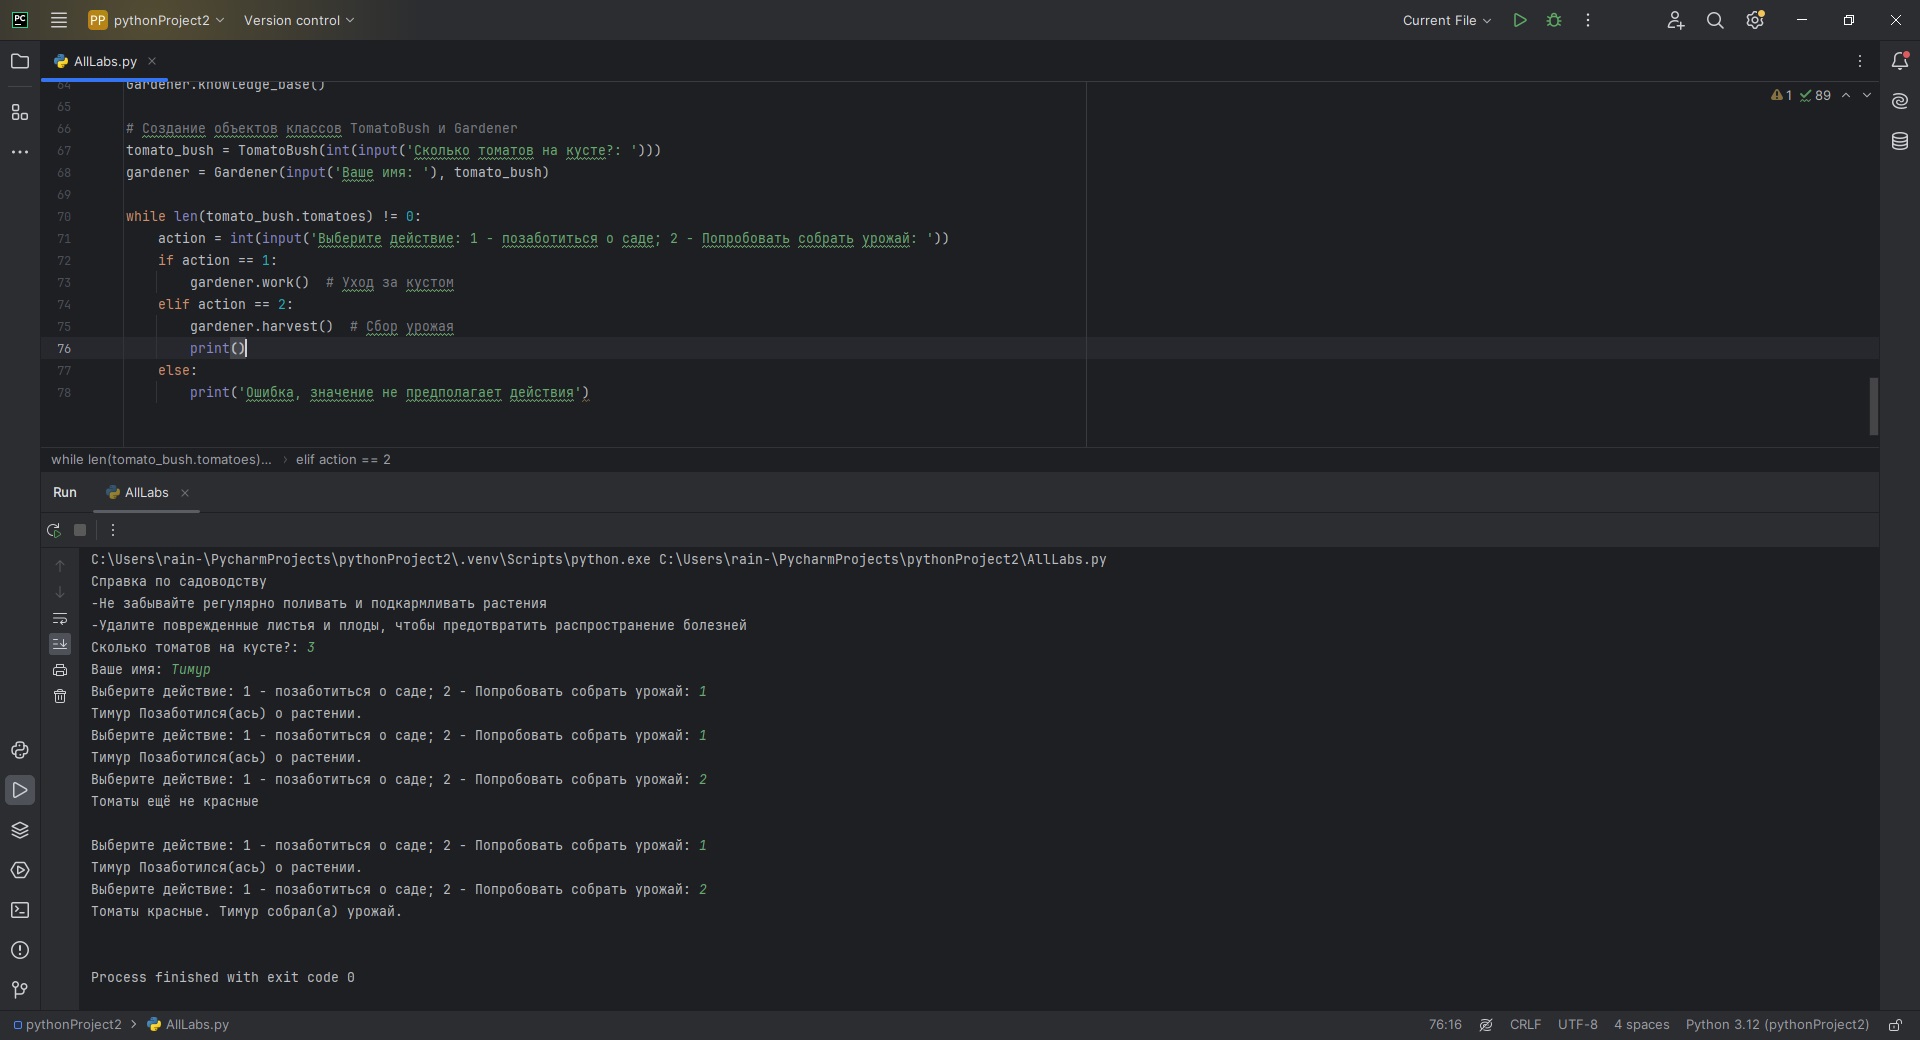 PC
PP pythonProject2 Version control Current File
AllLabs.py
64 Gardener.knowledge_base()
1 89
65
66 # Создание объектов классов TomatoBush и Gardener
67 tomato_bush = TomatoBush(int(input('Сколько томатов на кусте?: ')))
68 gardener = Gardener(input('Ваше имя: '), tomato_bush)
69
70 while len(tomato_bush.tomatoes) != 0:
71 action = int(input('Выберите действие: 1 - позаботиться о саде; 2 - Попробовать собрать урожай: '))
72 if action == 1:
73 gardener.work() # Уход за кустом
74 elif action == 2:
75 gardener.harvest() # Сбор урожая
76 print()
77 else:
78 print('Ошибка, значение не предполагает действия')
while len(tomato_bush.tomatoes)... › elif action == 2
Run AllLabs
C:\Users\rain-\PycharmProjects\pythonProject2\.venv\Scripts\python.exe C:\Users\rain-\PycharmProjects\pythonProject2\AllLabs.py
Справка по садоводству
-Не забывайте регулярно поливать и подкармливать растения
-Удалите поврежденные листья и плоды, чтобы предотвратить распространение болезней
Сколько томатов на кусте?: 3
Ваше имя: Тимур
Выберите действие: 1 - позаботиться о саде; 2 - Попробовать собрать урожай: 1
Тимур Позаботился(ась) о растении.
Выберите действие: 1 - позаботиться о саде; 2 - Попробовать собрать урожай: 1
Тимур Позаботился(ась) о растении.
Выберите действие: 1 - позаботиться о саде; 2 - Попробовать собрать урожай: 2
Томаты ещё не красные
Выберите действие: 1 - позаботиться о саде; 2 - Попробовать собрать урожай: 1
Тимур Позаботился(ась) о растении.
Выберите действие: 1 - позаботиться о саде; 2 - Попробовать собрать урожай: 2
Томаты красные. Тимур собрал(а) урожай.
Process finished with exit code 0
pythonProject2 > AllLabs.py 76:16 CRLF UTF-8 4 spaces Python 3.12 (pythonProject2)